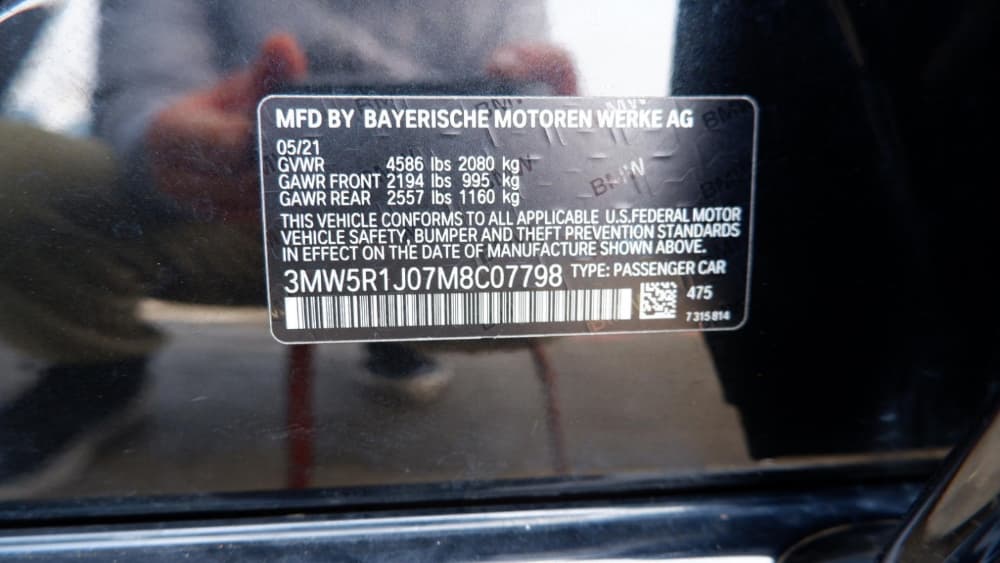 MFD BY BAYERISCHE MOTOREN WERKE AG
05/21
GVWR 4586 lbs 2080 kg
GAWR FRONT 2194 lbs 995 kg
GAWR REAR 2557 lbs 1160 kg
THIS VEHICLE CONFORMS TO ALL APPLICABLE U.S.FEDERAL MOTOR
VEHICLE SAFETY, BUMPER AND THEFT PREVENTION STANDARDS
IN EFFECT ON THE DATE OF MANUFACTURE SHOWN ABOVE.
3MW5R1J07M8C07798 TYPE: PASSENGER CAR
475
7 315 814
BMW